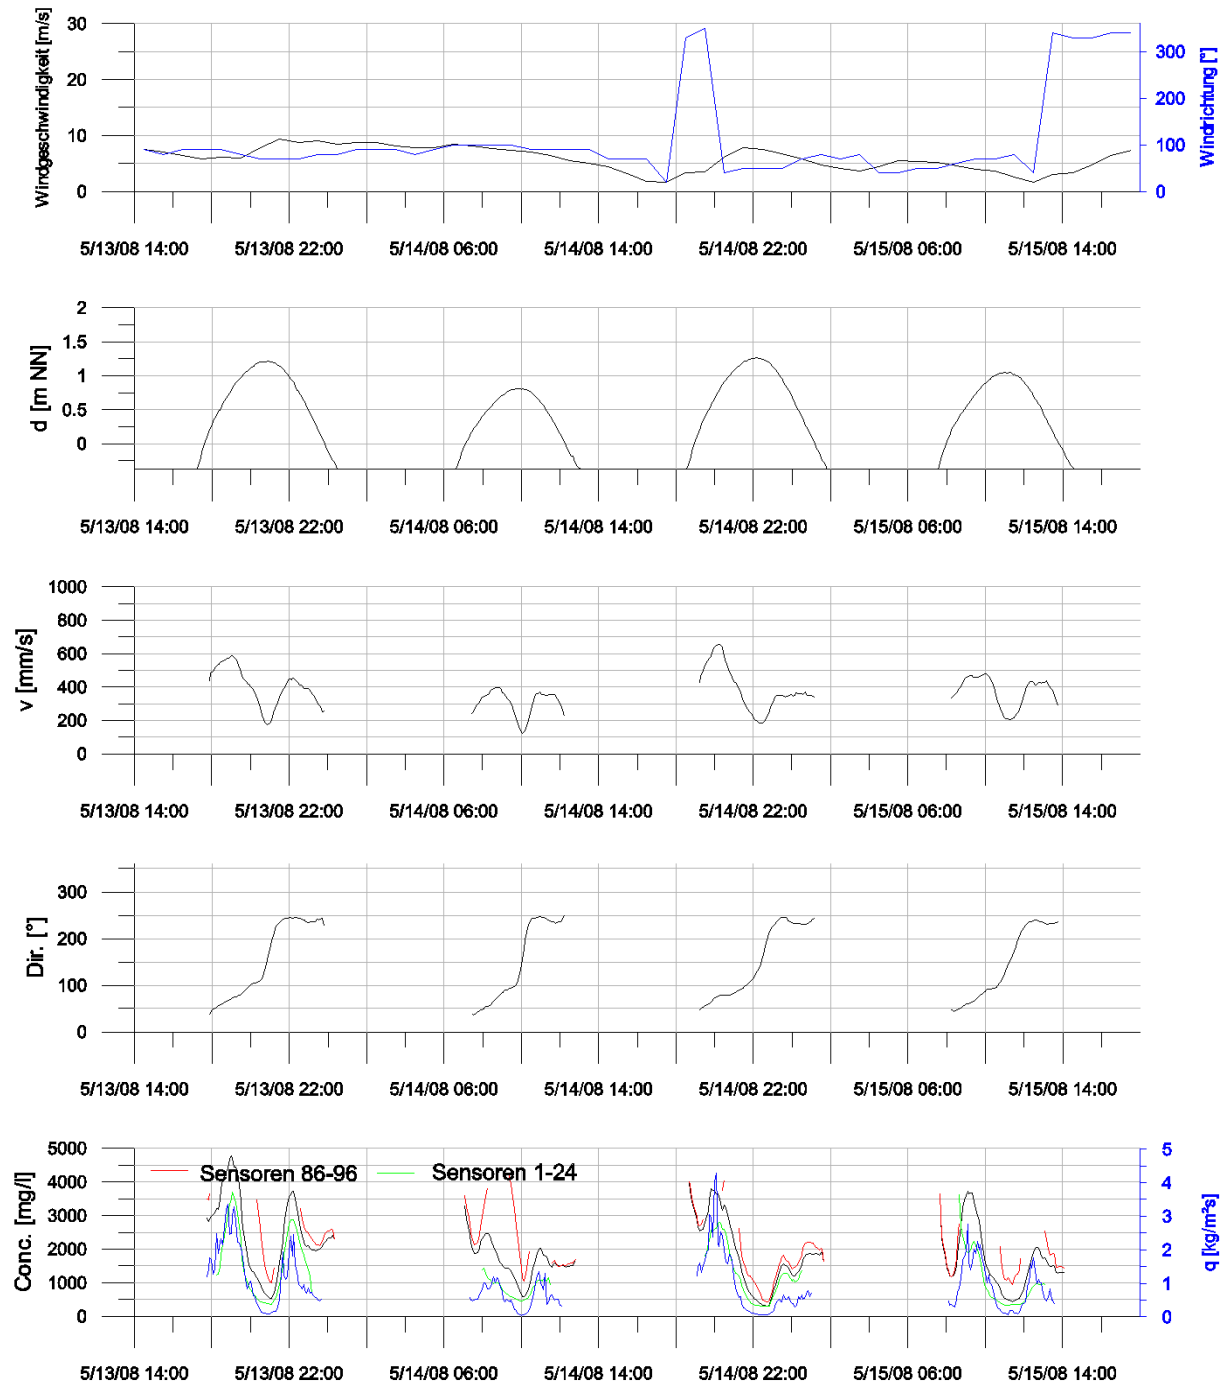 Windgeschwindigkeit [m/s]
30
20
10
0
300
200
100
0
Windrichtung [°]
5/13/08 14:00 5/13/08 22:00 5/14/08 06:00 5/14/08 14:00 5/14/08 22:00 5/15/08 06:00 5/15/08 14:00
d [m NN]
2
1.5
1
0.5
0
5/13/08 14:00 5/13/08 22:00 5/14/08 06:00 5/14/08 14:00 5/14/08 22:00 5/15/08 06:00 5/15/08 14:00
v [mm/s]
1000
800
600
400
200
0
5/13/08 14:00 5/13/08 22:00 5/14/08 06:00 5/14/08 14:00 5/14/08 22:00 5/15/08 06:00 5/15/08 14:00
Dir. [°]
300
200
100
0
5/13/08 14:00 5/13/08 22:00 5/14/08 06:00 5/14/08 14:00 5/14/08 22:00 5/15/08 06:00 5/15/08 14:00
Conc. [mg/l]
5000
4000
3000
2000
1000
0
Sensoren 86-96 Sensoren 1-24
5
4
3
2
1
0
q [kg/m²s]
5/13/08 14:00 5/13/08 22:00 5/14/08 06:00 5/14/08 14:00 5/14/08 22:00 5/15/08 06:00 5/15/08 14:00